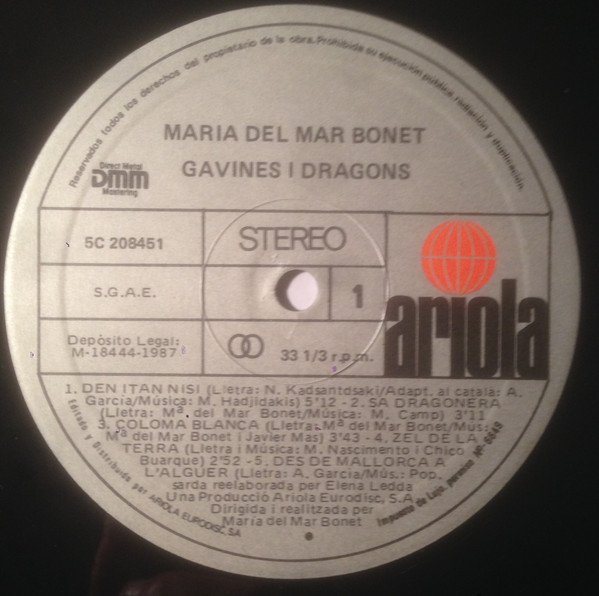 Reservados todos los derechos del propietario de la obra. Prohibida su ejecución pública, radiación y duplicación.
MARIA DEL MAR BONET
GAVINES I DRAGONS
Direct Metal
DMM
Mastering
5C 208451
STEREO
S.G.A.E.
1
ariola
Depósito Legal:
M-18444-1987
33 1/3 r.p.m.
1. DEN ITAN NISI (Lletra: N. Kadsantdsaki/Adapt. al català: A.
García/Música: M. Hadjidakis) 5'12 - 2. SA DRAGONERA
(Lletra: Mª. del Mar Bonet/Música: M. Camp) 3'11
3. COLOMA BLANCA (Lletra: Mª del Mar Bonet/Mús:
Mª del Mar Bonet i Javier Mas) 3'43 - 4. ZEL DE LA
TERRA (Lletra i Música: M. Nascimento i Chico
Buarque) 2'52 - 5. DES DE MALLORCA A
L'ALGUER (Lletra: A. García/Mús.: Pop.
sarda reelaborada per Elena Ledda
Una Producció Ariola Eurodisc, S.A.
Dirigida i realitzada per
Maria del Mar Bonet
Editado y Distribuido por ARIOLA EURODISC, SA
Impuesto de Lujo, permiso Nº. 6649